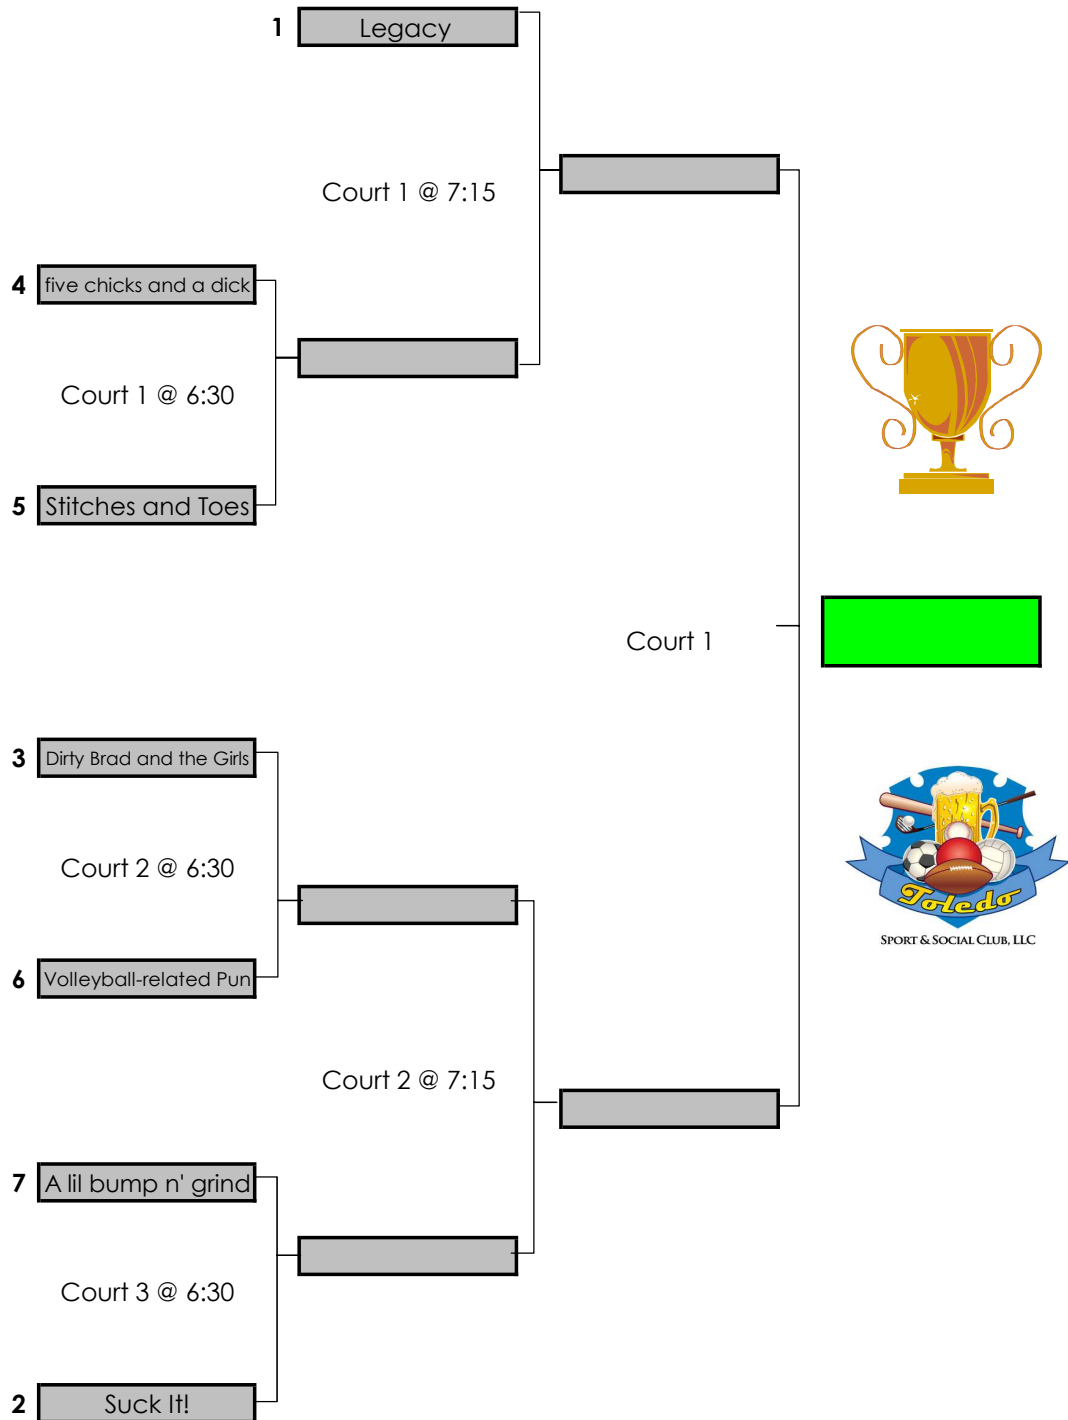 1 Legacy
Court 1 @ 7:15
4 five chicks and a dick
Court 1 @ 6:30
5 Stitches and Toes
Court 1
3 Dirty Brad and the Girls
Court 2 @ 6:30
6 Volleyball-related Pun
Toledo
SPORT & SOCIAL CLUB, LLC
Court 2 @ 7:15
7 A lil bump n' grind
Court 3 @ 6:30
2 Suck It!